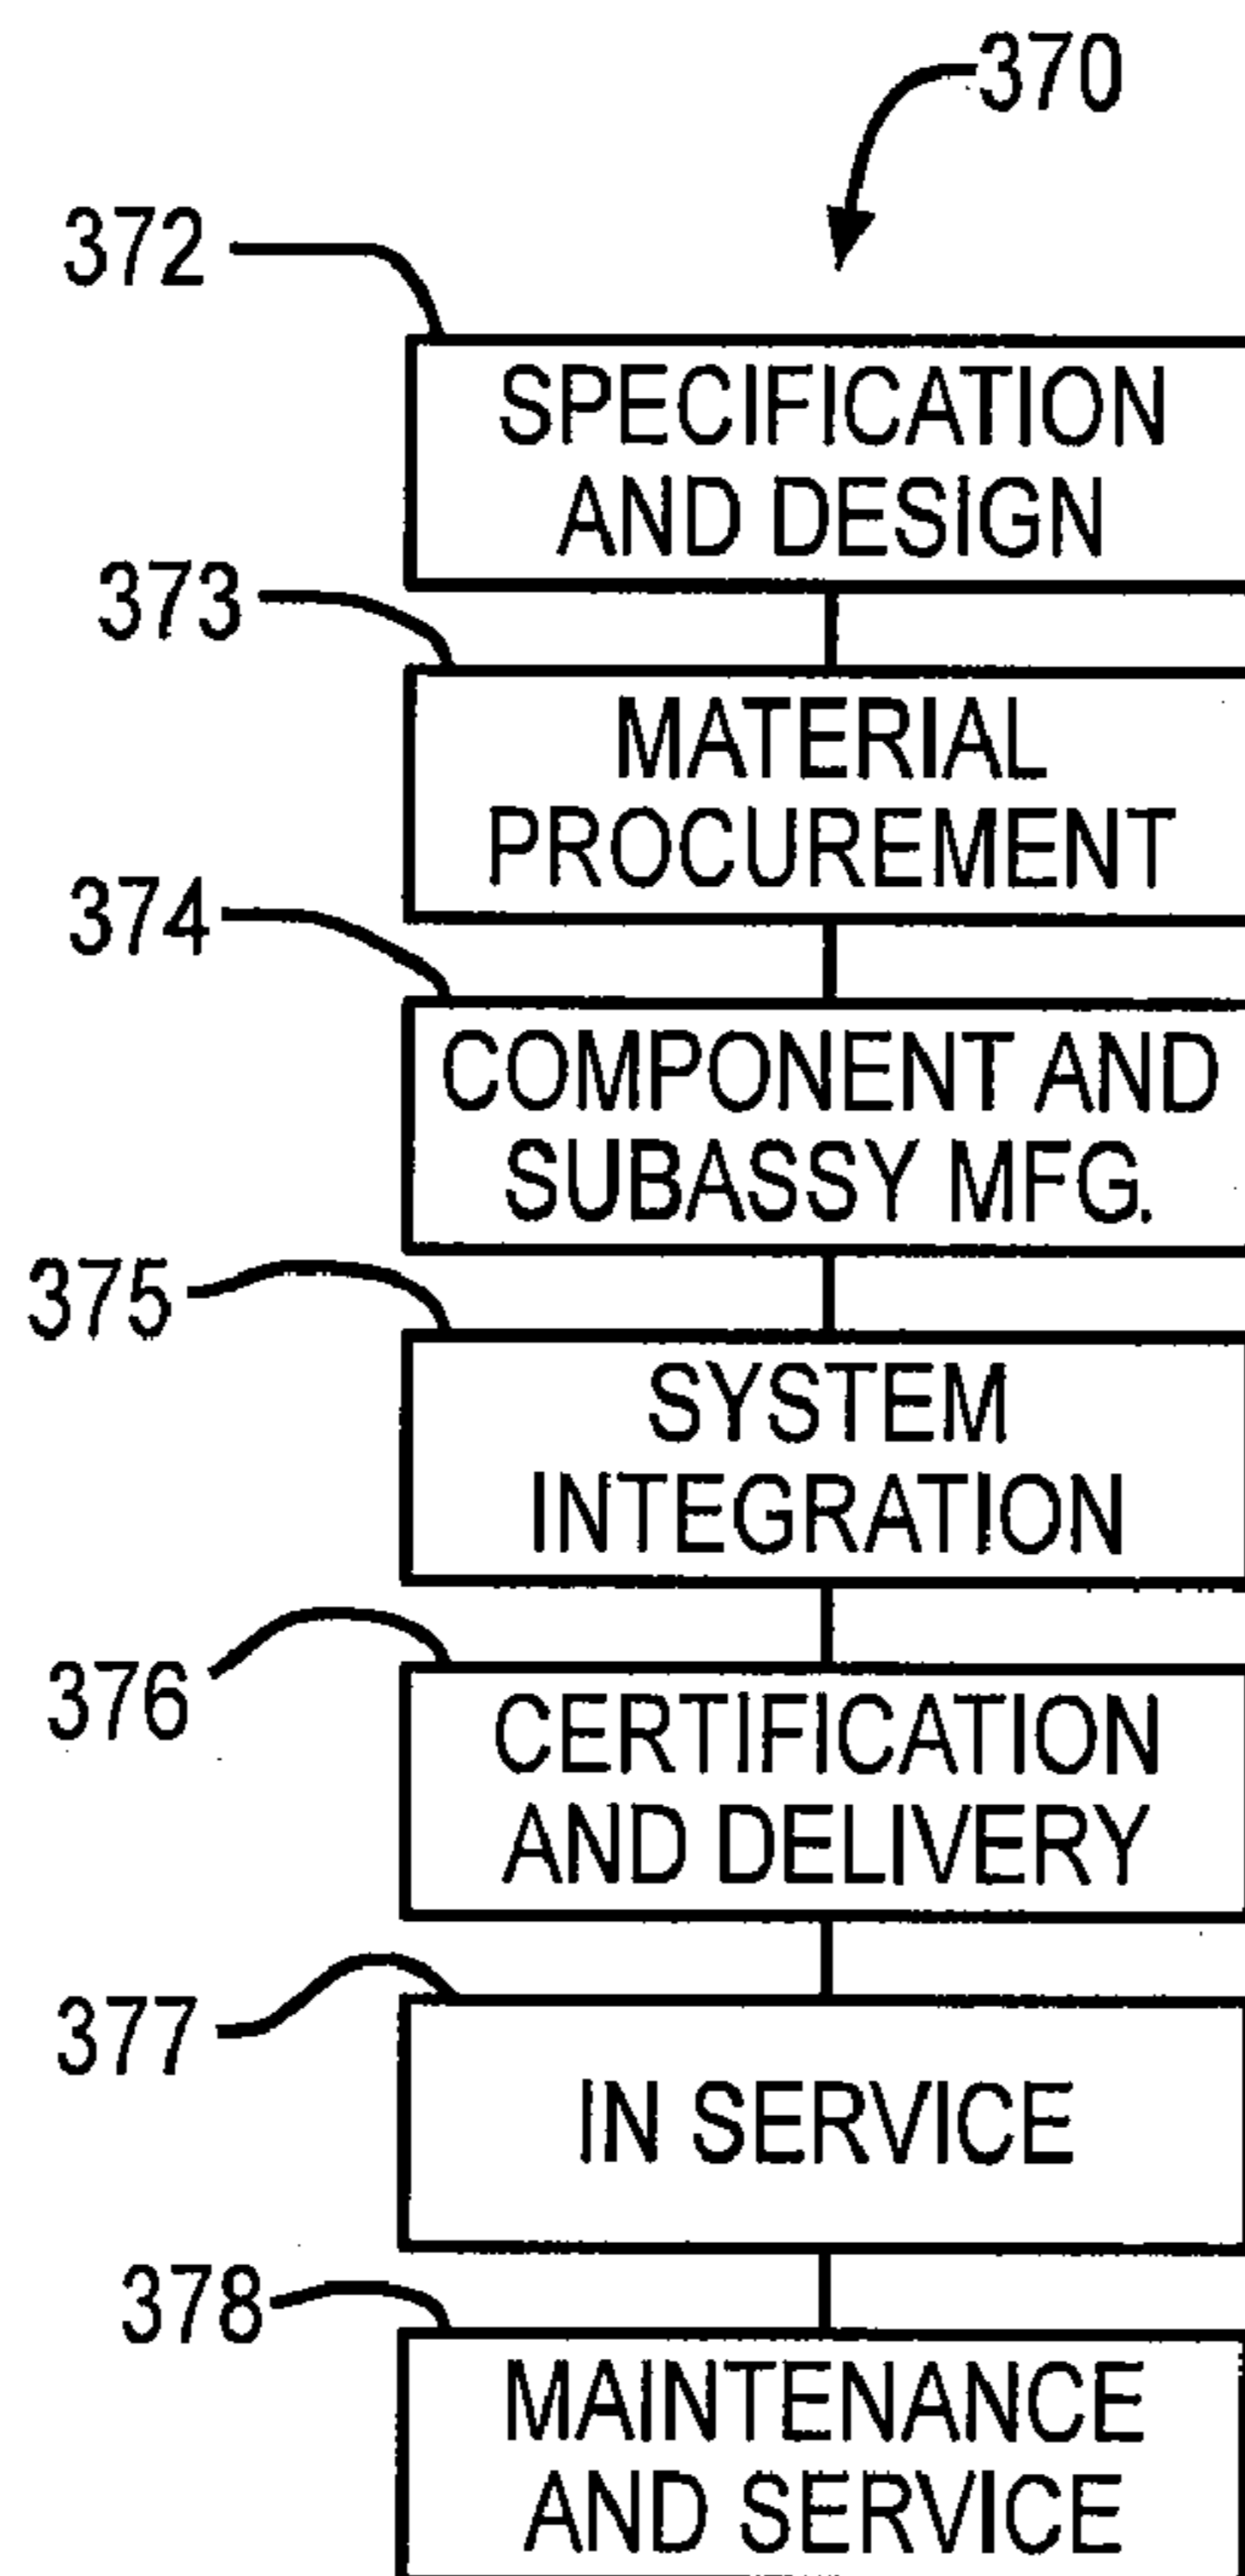 370
372
SPECIFICATION
AND DESIGN
373
MATERIAL
PROCUREMENT
374
COMPONENT AND
SUBASSY MFG.
375
SYSTEM
INTEGRATION
376
CERTIFICATION
AND DELIVERY
377
IN SERVICE
378
MAINTENANCE
AND SERVICE